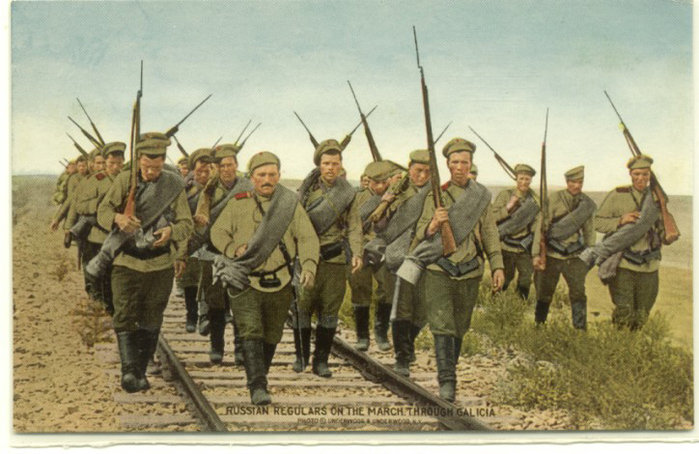 RUSSIAN REGULARS ON THE MARCH THROUGH GALICIA
PHOTO © UNDERWOOD & UNDERWOOD, N.Y.